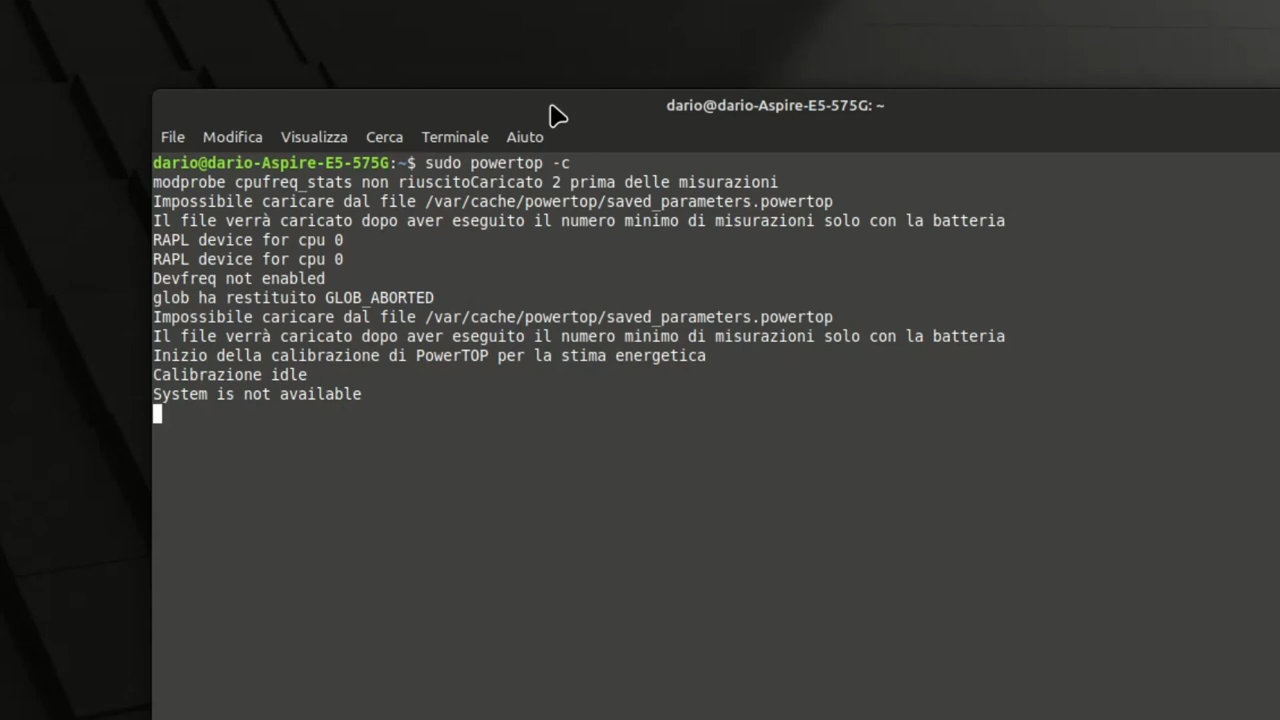 dario@dario-Aspire-E5-575G: ~
File Modifica Visualizza Cerca Terminale Aiuto
dario@dario-Aspire-E5-575G:~$ sudo powertop -c
modprobe cpufreq_stats non riuscitoCaricato 2 prima delle misurazioni
Impossibile caricare dal file /var/cache/powertop/saved_parameters.powertop
Il file verrà caricato dopo aver eseguito il numero minimo di misurazioni solo con la batteria
RAPL device for cpu 0
RAPL device for cpu 0
Devfreq not enabled
glob ha restituito GLOB_ABORTED
Impossibile caricare dal file /var/cache/powertop/saved_parameters.powertop
Il file verrà caricato dopo aver eseguito il numero minimo di misurazioni solo con la batteria
Inizio della calibrazione di PowerTOP per la stima energetica
Calibrazione idle
System is not available